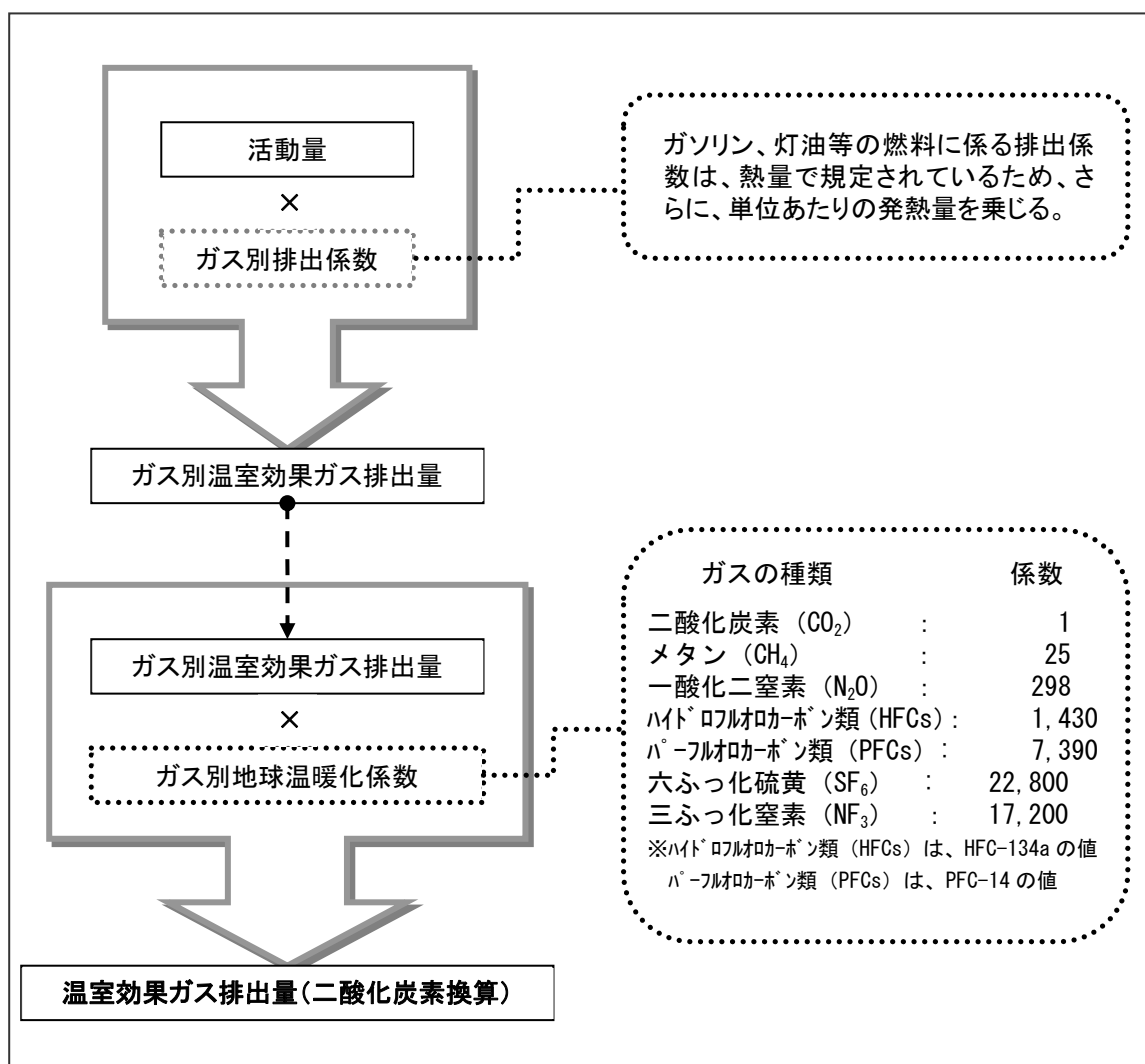 活動量
×
ガス別排出係数
ガソリン、灯油等の燃料に係る排出係
数は、熱量で規定されているため、さ
らに、単位あたりの発熱量を乗じる。
ガス別温室効果ガス排出量
ガス別温室効果ガス排出量
×
ガス別地球温暖化係数
ガスの種類 係数
二酸化炭素（CO₂） : 1
メタン（CH₄） : 25
一酸化二窒素（N₂O） : 298
ﾊｲﾄﾞﾛﾌﾙｵﾛｶｰﾎﾞﾝ類（HFCs）: 1,430
ﾊﾟｰﾌﾙｵﾛｶｰﾎﾞﾝ類（PFCs）: 7,390
六ふっ化硫黄（SF₆） : 22,800
三ふっ化窒素（NF₃） : 17,200
※ﾊｲﾄﾞﾛﾌﾙｵﾛｶｰﾎﾞﾝ類（HFCs）は、HFC-134a の値
ﾊﾟｰﾌﾙｵﾛｶｰﾎﾞﾝ類（PFCs）は、PFC-14 の値
温室効果ガス排出量（二酸化炭素換算）